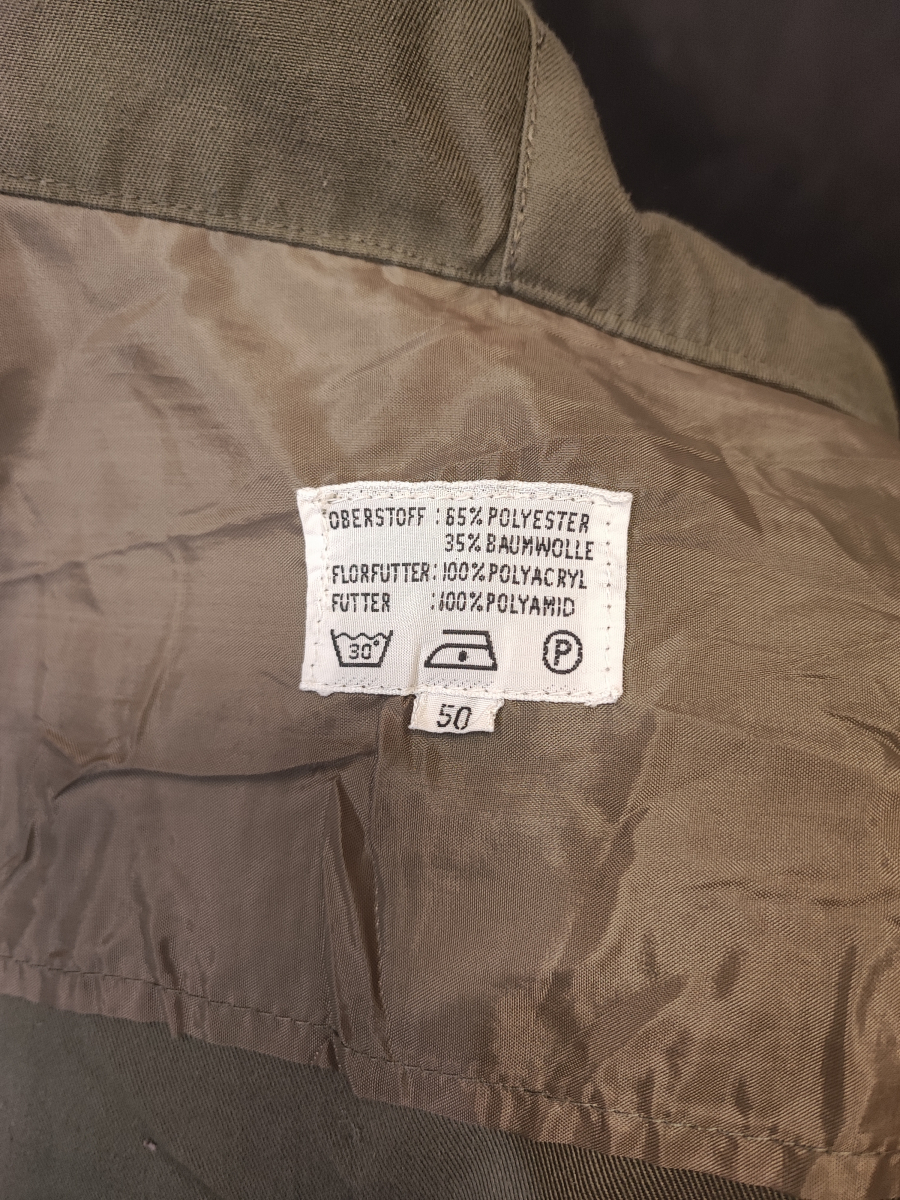 OBERSTOFF : 65% POLYESTER
35% BAUMWOLLE
FLORFUTTER: 100% POLYACRYL
FUTTER : 100% POLYAMID
30° P
50